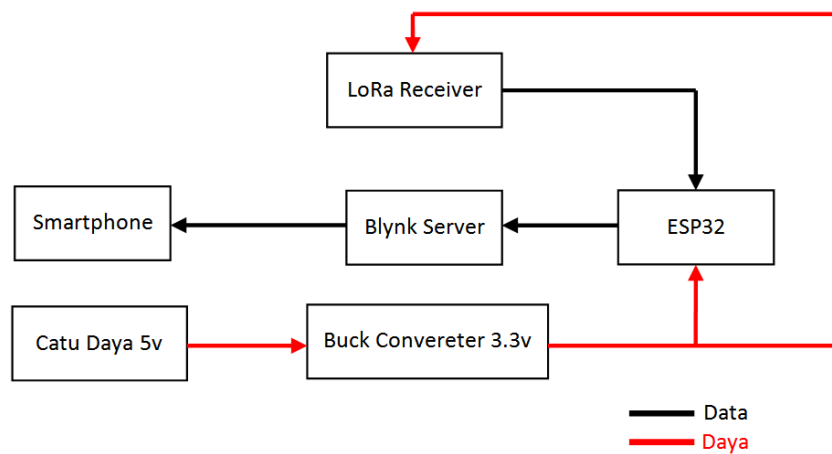 LoRa Receiver
Smartphone
Blynk Server
ESP32
Catu Daya 5v
Buck Convereter 3.3v
Data
Daya